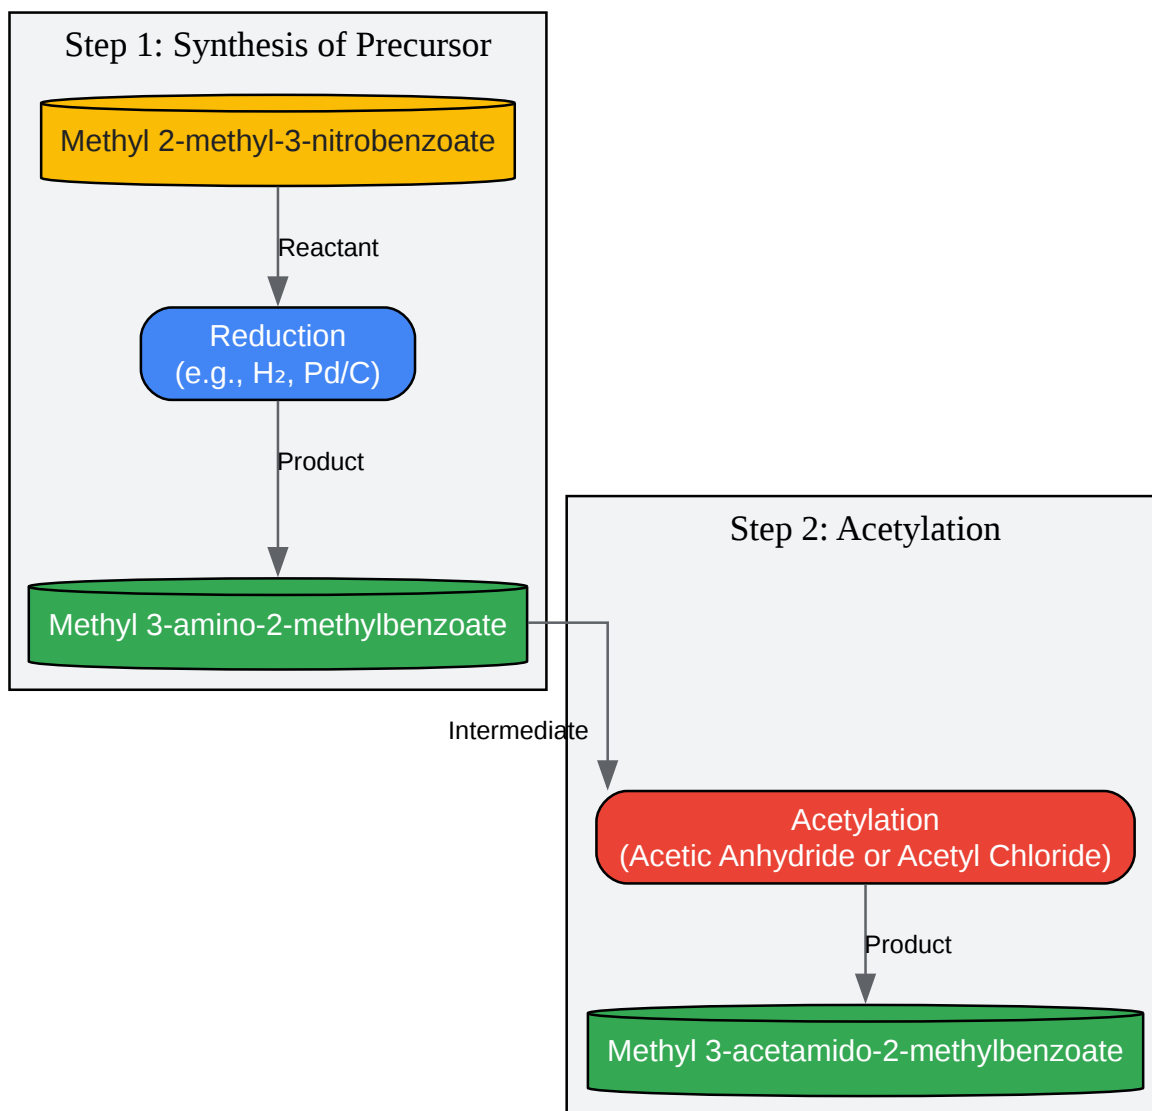 Step 1: Synthesis of Precursor
Methyl 2-methyl-3-nitrobenzoate
Reactant
Reduction
(e.g., H₂, Pd/C)
Product
Methyl 3-amino-2-methylbenzoate
Intermediate
Step 2: Acetylation
Acetylation
(Acetic Anhydride or Acetyl Chloride)
Product
Methyl 3-acetamido-2-methylbenzoate